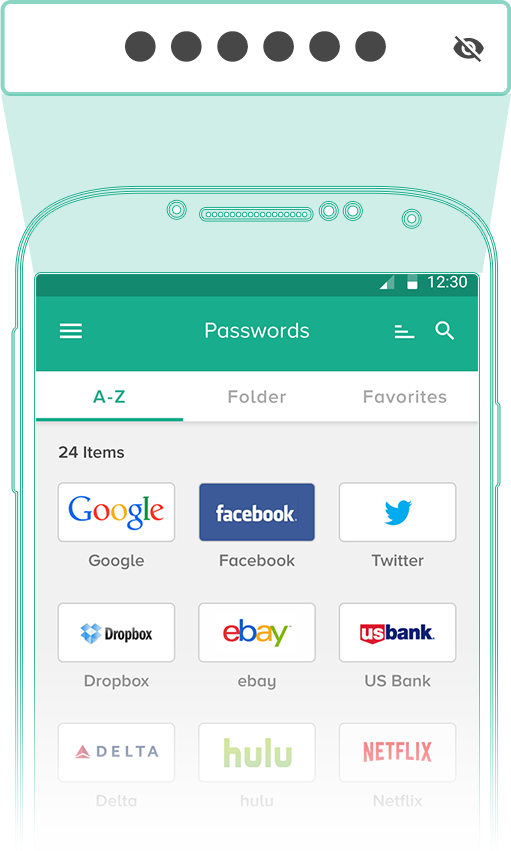 12:30
Passwords
A-Z Folder Favorites
24 Items
Google facebook.
Google Facebook Twitter
Dropbox ebay usbank.
Dropbox ebay US Bank
DELTA hulu NETFLIX
Delta hulu Netflix